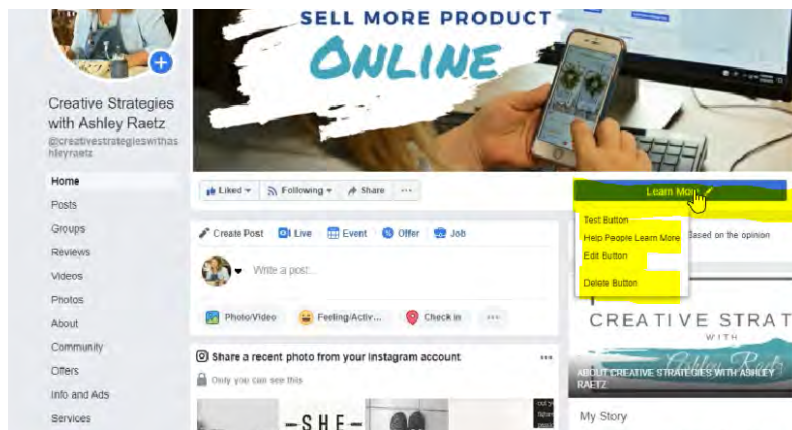 SELL MORE PRODUCT
ONLINE
Creative Strategies
with Ashley Raetz
@creativestrategieswithas
hleyraetz
Home
Posts
Groups
Reviews
Videos
Photos
About
Community
Offers
Info and Ads
Services
Liked Following Share ...
Learn More
Test Button
Help People Learn More
Edit Button
Delete Button
Based on the opinion
Create Post Live Event Offer Job
Write a post...
Photo/Video Feeling/Activ... Check in ...
Share a recent photo from your Instagram account ...
Only you can see this
-SHE-
CREATIVE STRAT
WITH
Ashley Raetz
ABOUT CREATIVE STRATEGIES WITH ASHLEY
RAETZ
My Story